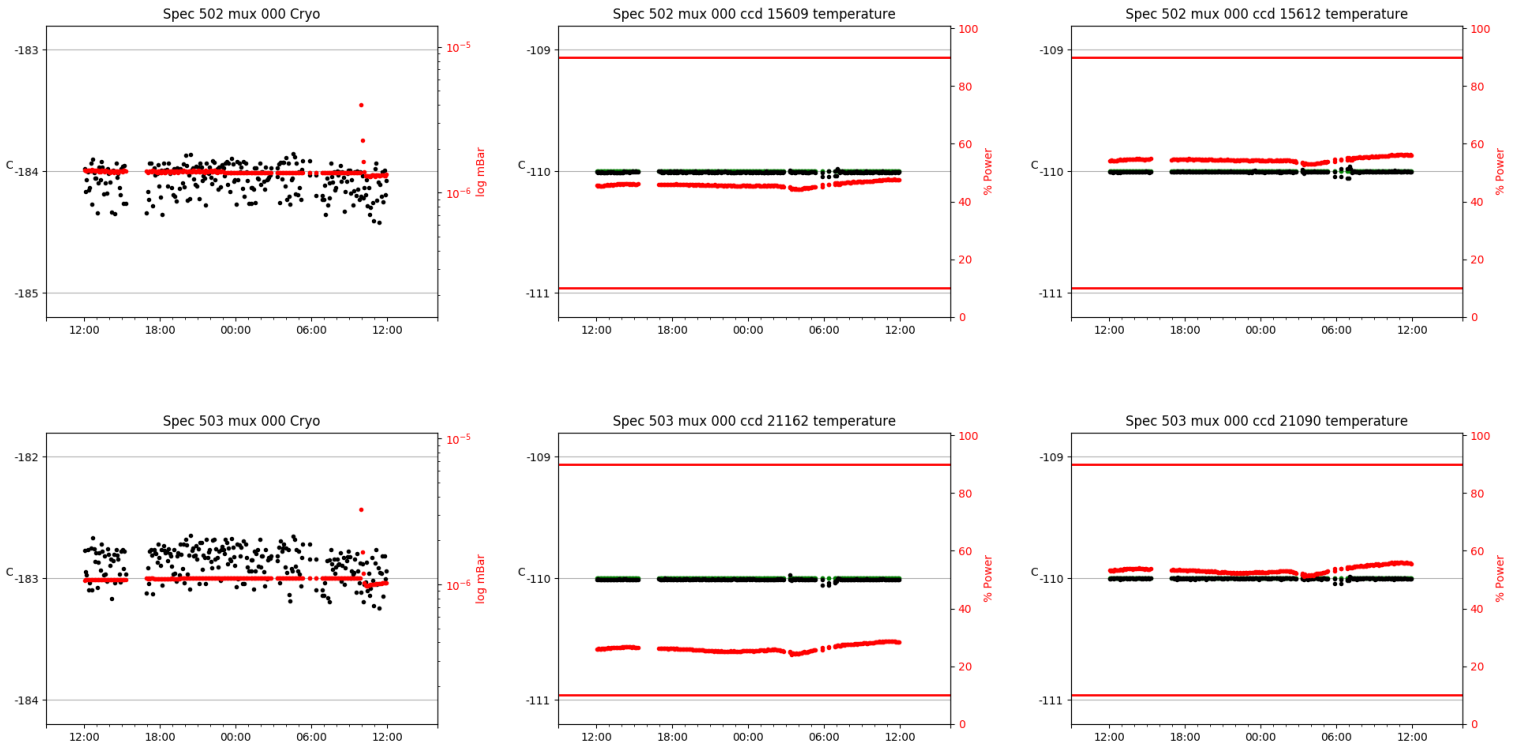 Spec 502 mux 000 Cryo
-183
-184
-185
C
10^-5
10^-6
log mBar
12:00 18:00 00:00 06:00 12:00
Spec 502 mux 000 ccd 15609 temperature
-109
-110
-111
C
100
80
60
40
20
0
% Power
12:00 18:00 00:00 06:00 12:00
Spec 502 mux 000 ccd 15612 temperature
-109
-110
-111
C
100
80
60
40
20
0
% Power
12:00 18:00 00:00 06:00 12:00
Spec 503 mux 000 Cryo
-182
-183
-184
C
10^-5
10^-6
log mBar
12:00 18:00 00:00 06:00 12:00
Spec 503 mux 000 ccd 21162 temperature
-109
-110
-111
C
100
80
60
40
20
0
% Power
12:00 18:00 00:00 06:00 12:00
Spec 503 mux 000 ccd 21090 temperature
-109
-110
-111
C
100
80
60
40
20
0
% Power
12:00 18:00 00:00 06:00 12:00